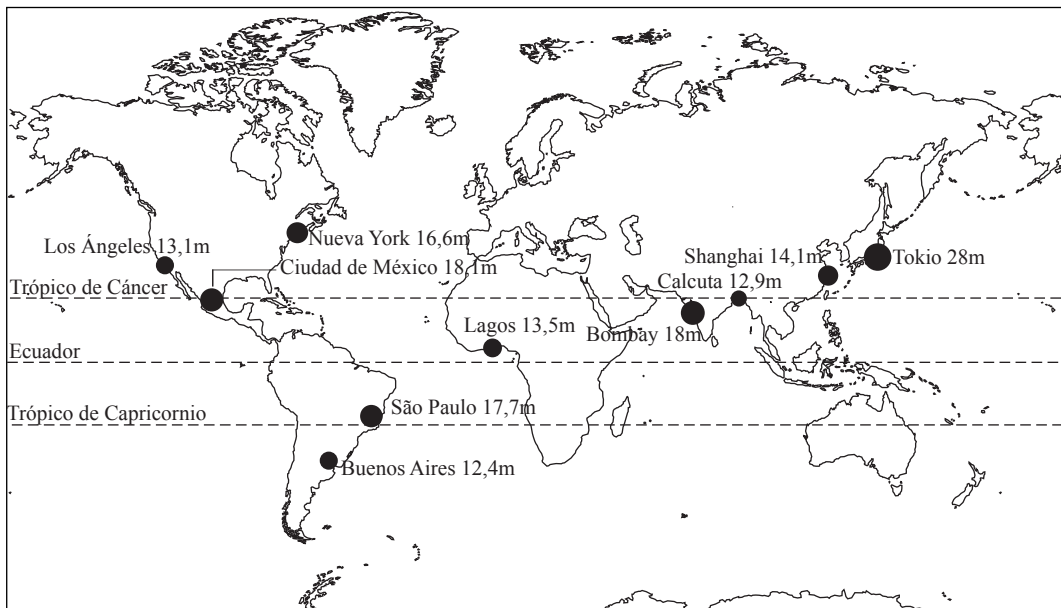 Nueva York 16,6m
Los Ángeles 13,1m
Shanghai 14,1m
Tokio 28m
Ciudad de México 18,1m
Calcuta 12,9m
Trópico de Cáncer
Lagos 13,5m
Bombay 18m
Ecuador
São Paulo 17,7m
Trópico de Capricornio
Buenos Aires 12,4m